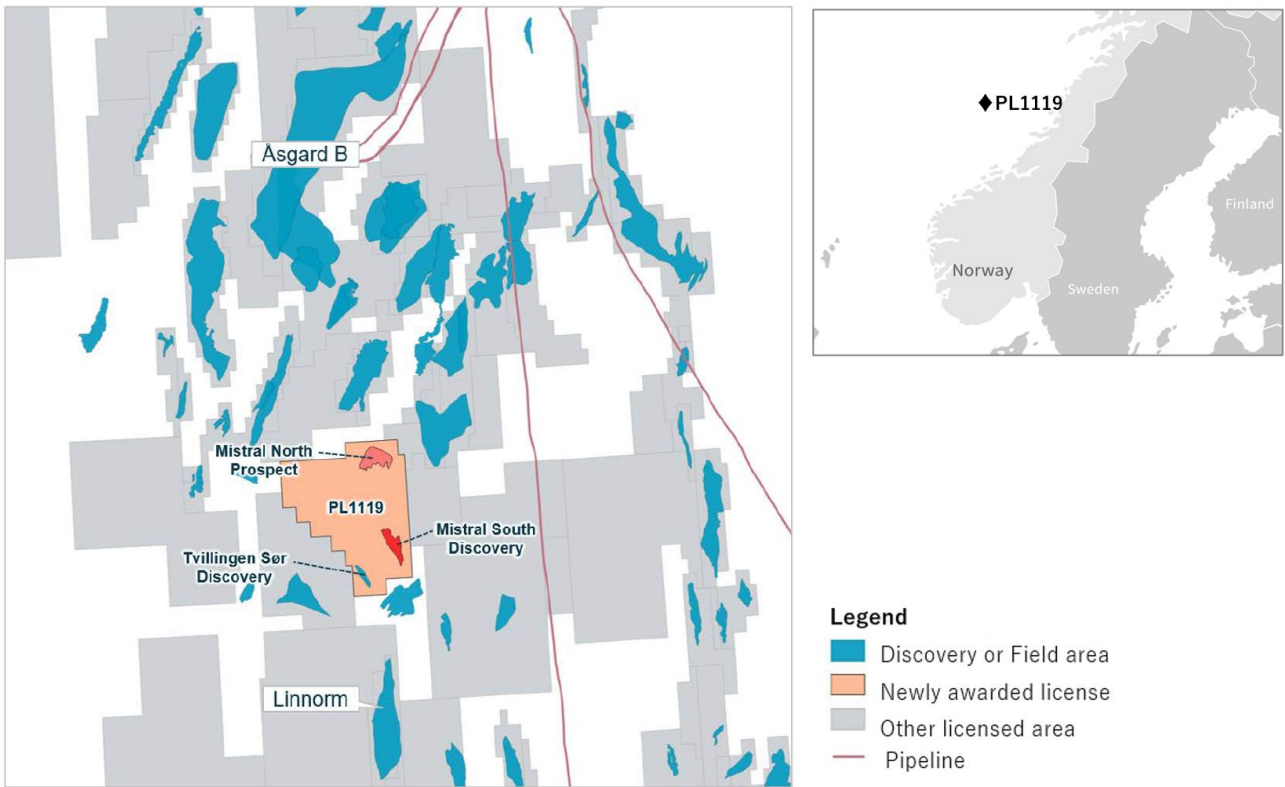 Åsgard B
Mistral North
Prospect
PL1119
Mistral South
Discovery
Tvillingen Sør
Discovery
Linnorm
PL1119
Finland
Norway
Sweden
Legend
Discovery or Field area
Newly awarded license
Other licensed area
Pipeline